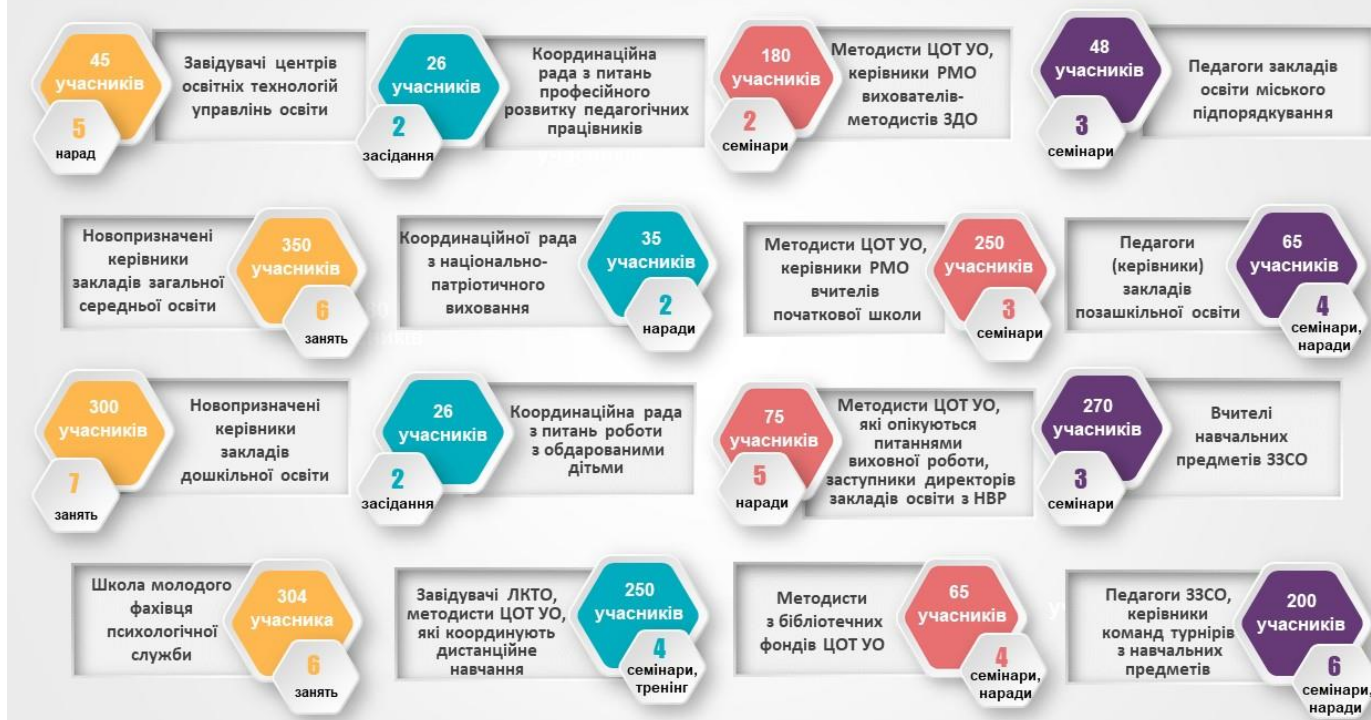 45
учасників
5
нарад
Завідувачі центрів
освітніх технологій
управлінь освіти
26
учасників
2
засідання
Координаційна
рада з питань
професійного
розвитку педагогічних
працівників
180
учасників
2
семінари
Методисти ЦОТ УО,
керівники РМО
вихователів-
методистів ЗДО
48
учасників
3
семінари
Педагоги закладів
освіти міського
підпорядкування
Новопризначені
керівники
закладів загальної
середньої освіти
350
учасників
6
занять
Координаційної рада
з національно-
патріотичного
виховання
35
учасників
2
наради
Методисти ЦОТ УО,
керівники РМО
вчителів
початкової школи
250
учасників
3
семінари
Педагоги
(керівники)
закладів
позашкільної освіти
65
учасників
4
семінари,
наради
300
учасників
7
занять
Новопризначені
керівники
закладів
дошкільної освіти
26
учасників
2
засідання
Координаційна рада
з питань роботи
з обдарованими
дітьми
75
учасників
5
наради
Методисти ЦОТ УО,
які опікуються
питаннями
виховної роботи,
заступники директорів
закладів освіти з НВР
270
учасників
3
семінари
Вчителі
навчальних
предметів ЗЗСО
Школа молодого
фахівця
психологічної
служби
304
учасника
6
занять
Завідувачі ЛКТО,
методисти ЦОТ УО,
які координують
дистанційне
навчання
250
учасників
4
семінари,
тренінг
Методисти
з бібліотечних
фондів ЦОТ УО
65
учасників
4
семінари,
наради
Педагоги ЗЗСО,
керівники
команд турнірів
з навчальних
предметів
200
учасників
6
семінари,
наради